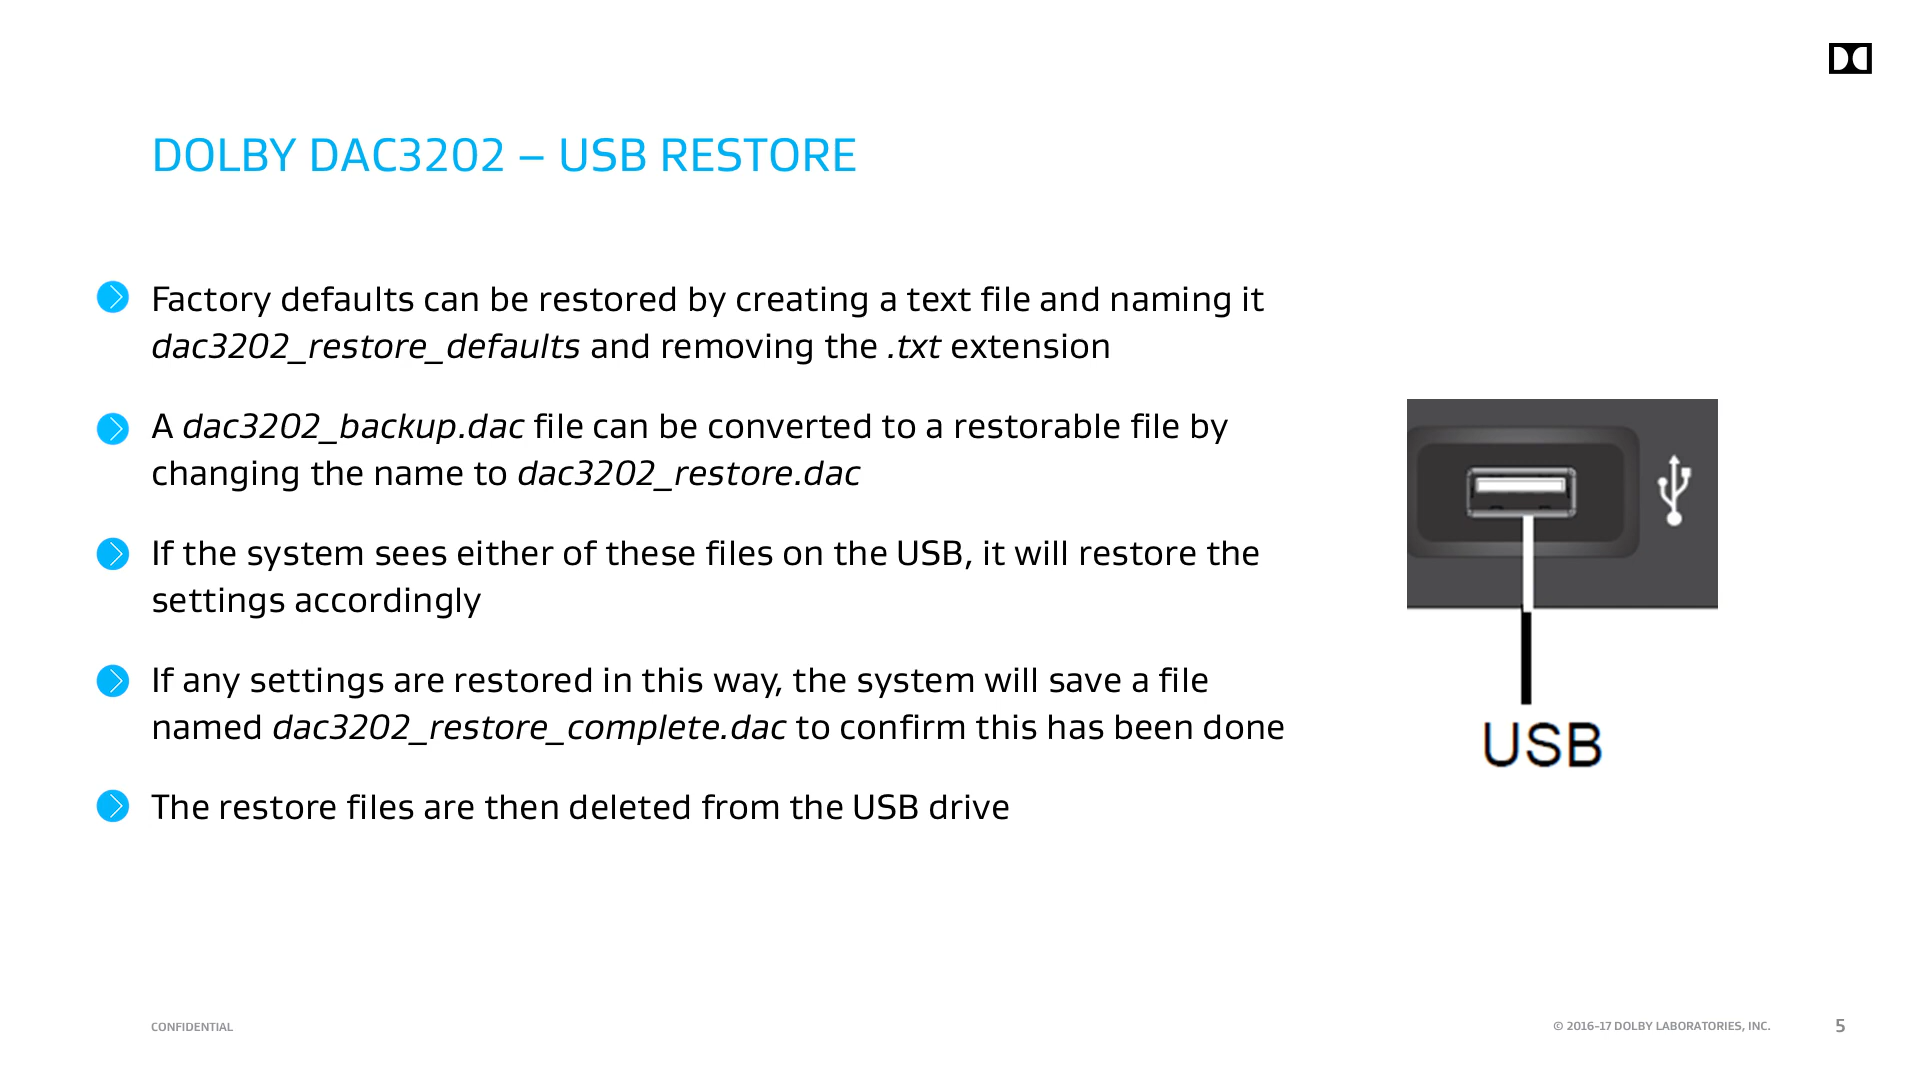 DOLBY DAC3202 – USB RESTORE
Factory defaults can be restored by creating a text file and naming it
dac3202_restore_defaults and removing the .txt extension
A dac3202_backup.dac file can be converted to a restorable file by
changing the name to dac3202_restore.dac
If the system sees either of these files on the USB, it will restore the
settings accordingly
If any settings are restored in this way, the system will save a file
named dac3202_restore_complete.dac to confirm this has been done
The restore files are then deleted from the USB drive
USB
CONFIDENTIAL
© 2016-17 DOLBY LABORATORIES, INC.
5